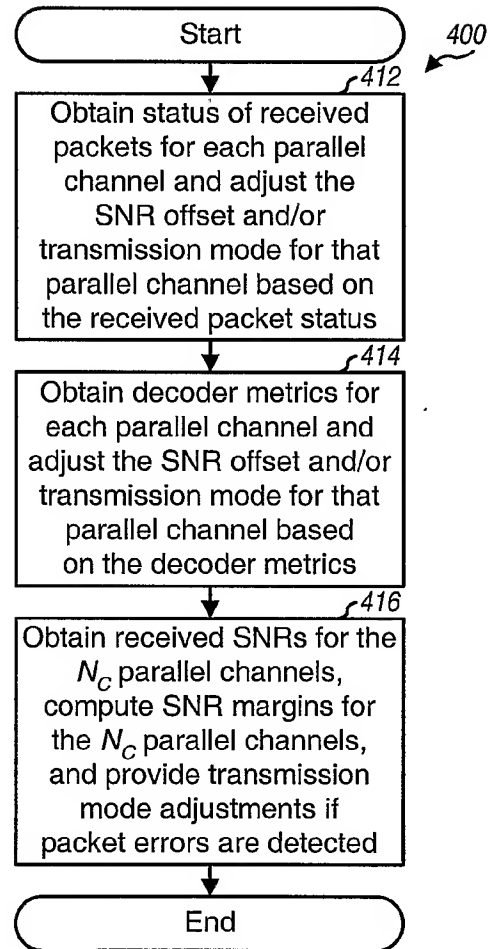 Start
400
412
Obtain status of received
packets for each parallel
channel and adjust the
SNR offset and/or
transmission mode for that
parallel channel based on
the received packet status
414
Obtain decoder metrics for
each parallel channel and
adjust the SNR offset and/or
transmission mode for that
parallel channel based
on the decoder metrics
416
Obtain received SNRs for the
N_C parallel channels,
compute SNR margins for
the N_C parallel channels,
and provide transmission
mode adjustments if
packet errors are detected
End